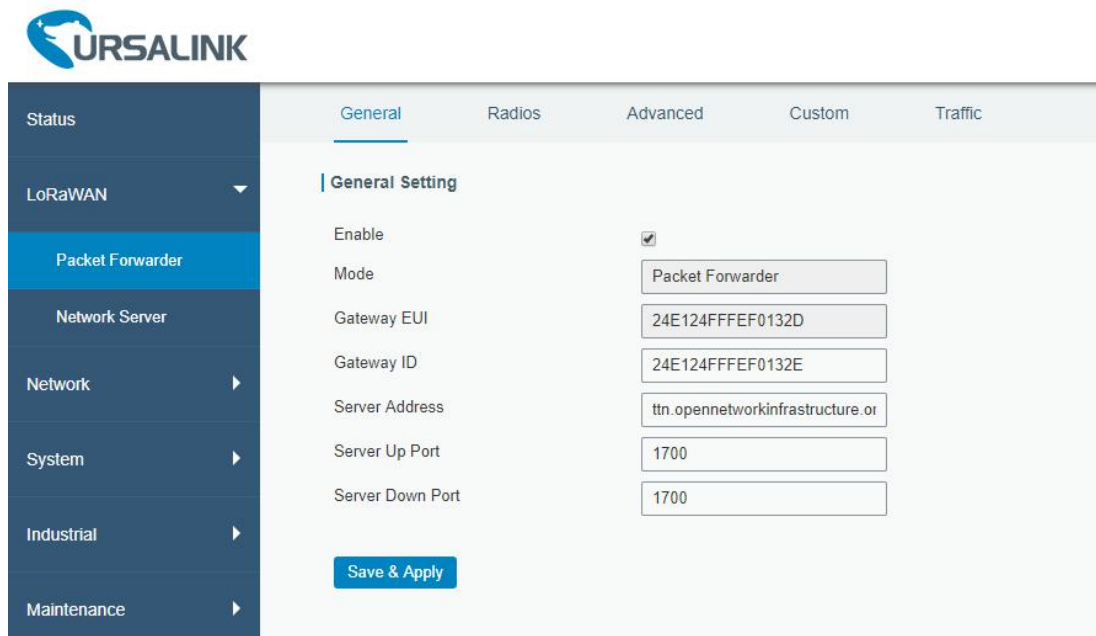 URSALINK
Status
LoRaWAN
Packet Forwarder
Network Server
Network
System
Industrial
Maintenance
General Radios Advanced Custom Traffic
General Setting
Enable
Mode Packet Forwarder
Gateway EUI 24E124FFFEF0132D
Gateway ID 24E124FFFEF0132E
Server Address ttn.opennetworkinfrastructure.or
Server Up Port 1700
Server Down Port 1700
Save & Apply